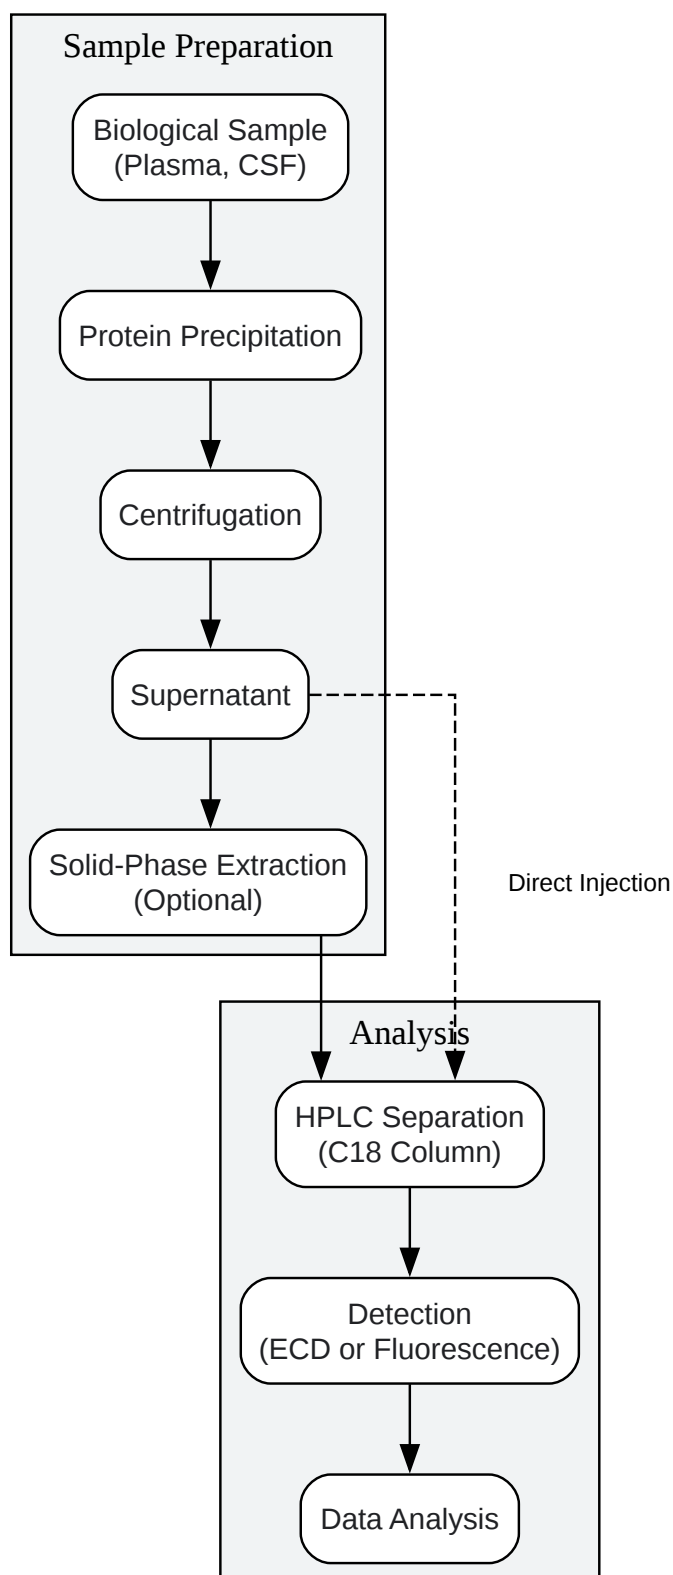 Sample Preparation
Biological Sample
(Plasma, CSF)
Protein Precipitation
Centrifugation
Supernatant
Solid-Phase Extraction
(Optional)
Direct Injection
Analysis
HPLC Separation
(C18 Column)
Detection
(ECD or Fluorescence)
Data Analysis